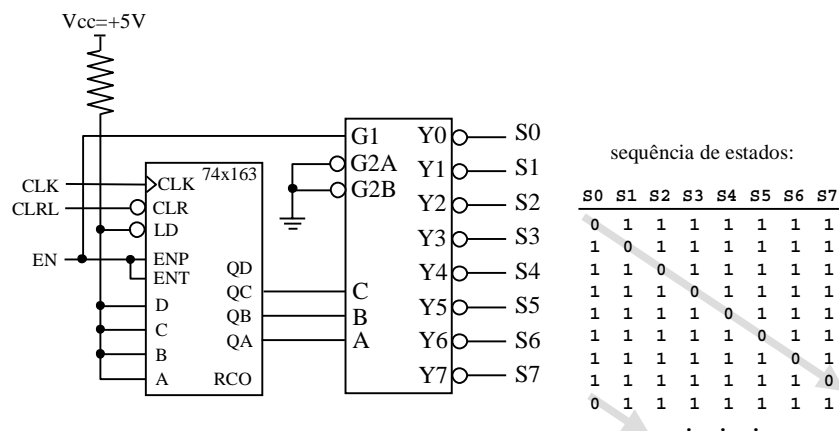 Vcc=+5V
G1 Y0 S0
G2A Y1 S1
G2B Y2 S2
Y3 S3
Y4 S4
C Y5 S5
B Y6 S6
A Y7 S7
74x163
CLK CLK
CLRL CLR
LD
EN ENP
ENT QD
QC
D QB
C QA
B
A RCO
sequência de estados:
S0 S1 S2 S3 S4 S5 S6 S7
0 1 1 1 1 1 1 1
1 0 1 1 1 1 1 1
1 1 0 1 1 1 1 1
1 1 1 0 1 1 1 1
1 1 1 1 0 1 1 1
1 1 1 1 1 0 1 1
1 1 1 1 1 1 0 1
1 1 1 1 1 1 1 0
0 1 1 1 1 1 1 1